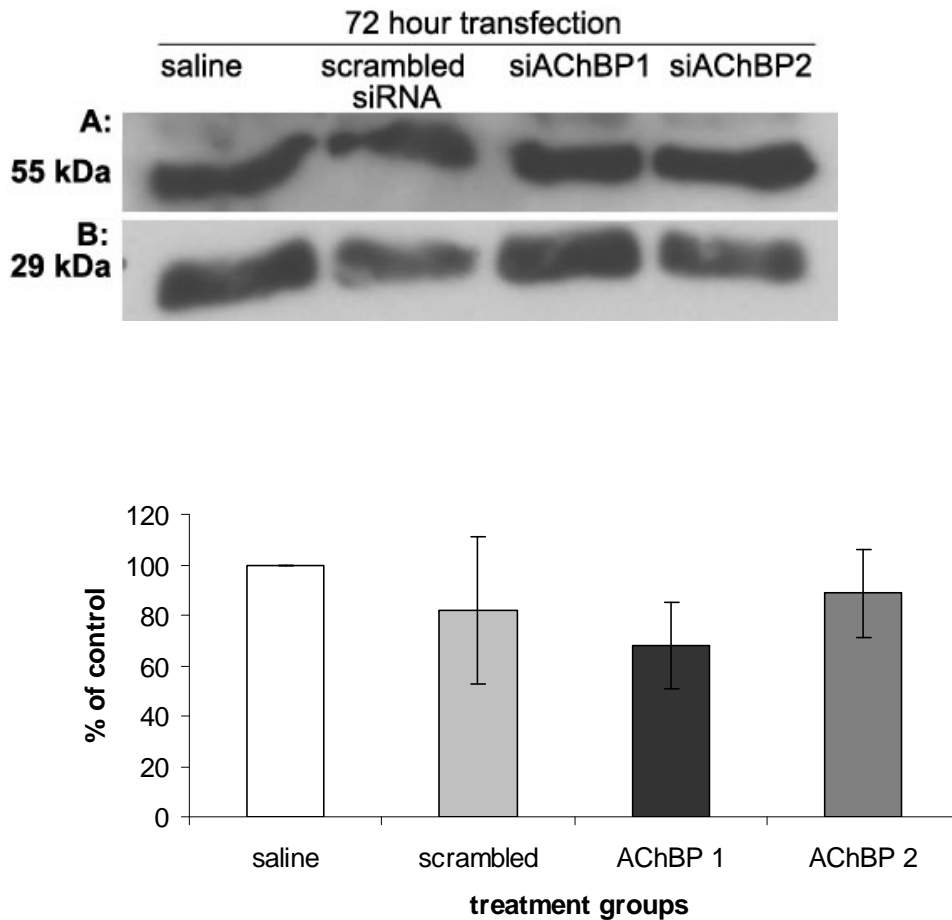 72 hour transfection
saline scrambled siRNA siAChBP1 siAChBP2
A:
55 kDa
B:
29 kDa
120
100
80
60
40
20
0
% of control
saline scrambled AChBP 1 AChBP 2
treatment groups